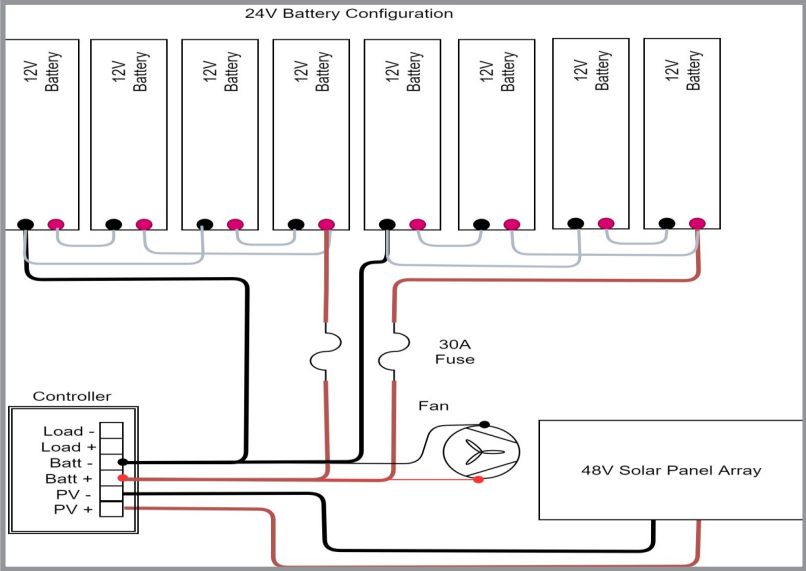 24V Battery Configuration
12V
Battery
12V
Battery
12V
Battery
12V
Battery
12V
Battery
12V
Battery
12V
Battery
12V
Battery
30A
Fuse
Controller
Fan
Load -
Load +
Batt -
Batt +
PV -
PV +
48V Solar Panel Array